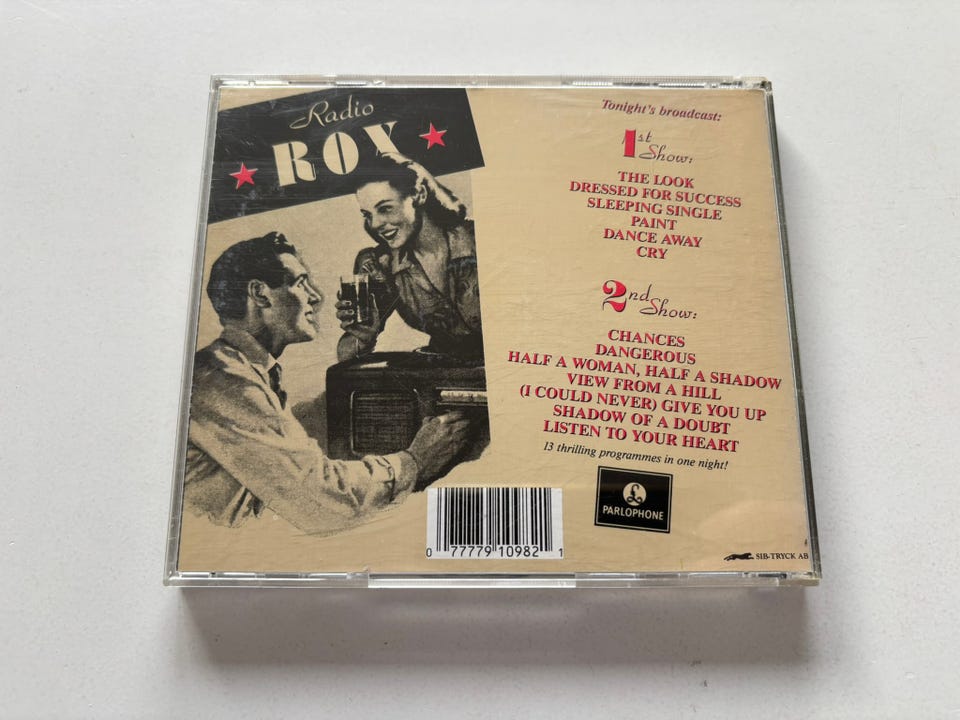 Radio
ROX
Tonight's broadcast:
1st Show:
THE LOOK
DRESSED FOR SUCCESS
SLEEPING SINGLE
PAINT
DANCE AWAY
CRY
2nd Show:
CHANCES
DANGEROUS
HALF A WOMAN, HALF A SHADOW
VIEW FROM A HILL
(I COULD NEVER) GIVE YOU UP
SHADOW OF A DOUBT
LISTEN TO YOUR HEART
13 thrilling programmes in one night!
£
PARLOPHONE
0 77779 10982 1
SIB-TRYCK AB